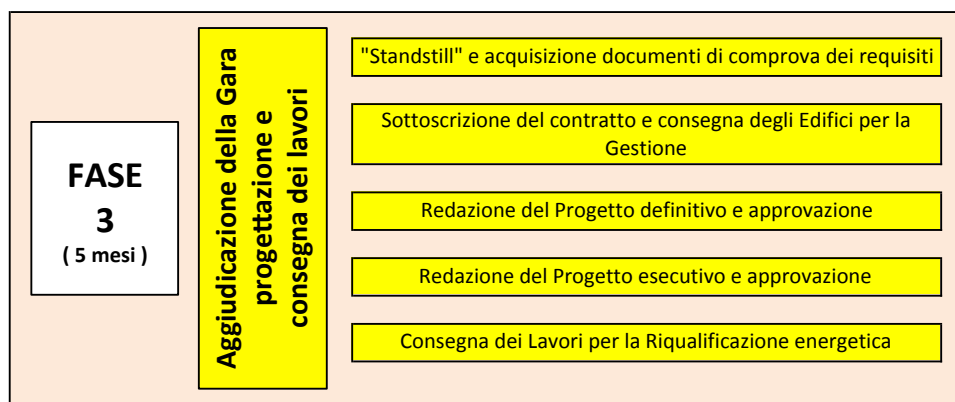 FASE
3
( 5 mesi )
Aggiudicazione della Gara
progettazione e
consegna dei lavori
"Standstill" e acquisizione documenti di comprova dei requisiti
Sottoscrizione del contratto e consegna degli Edifici per la
Gestione
Redazione del Progetto definitivo e approvazione
Redazione del Progetto esecutivo e approvazione
Consegna dei Lavori per la Riqualificazione energetica